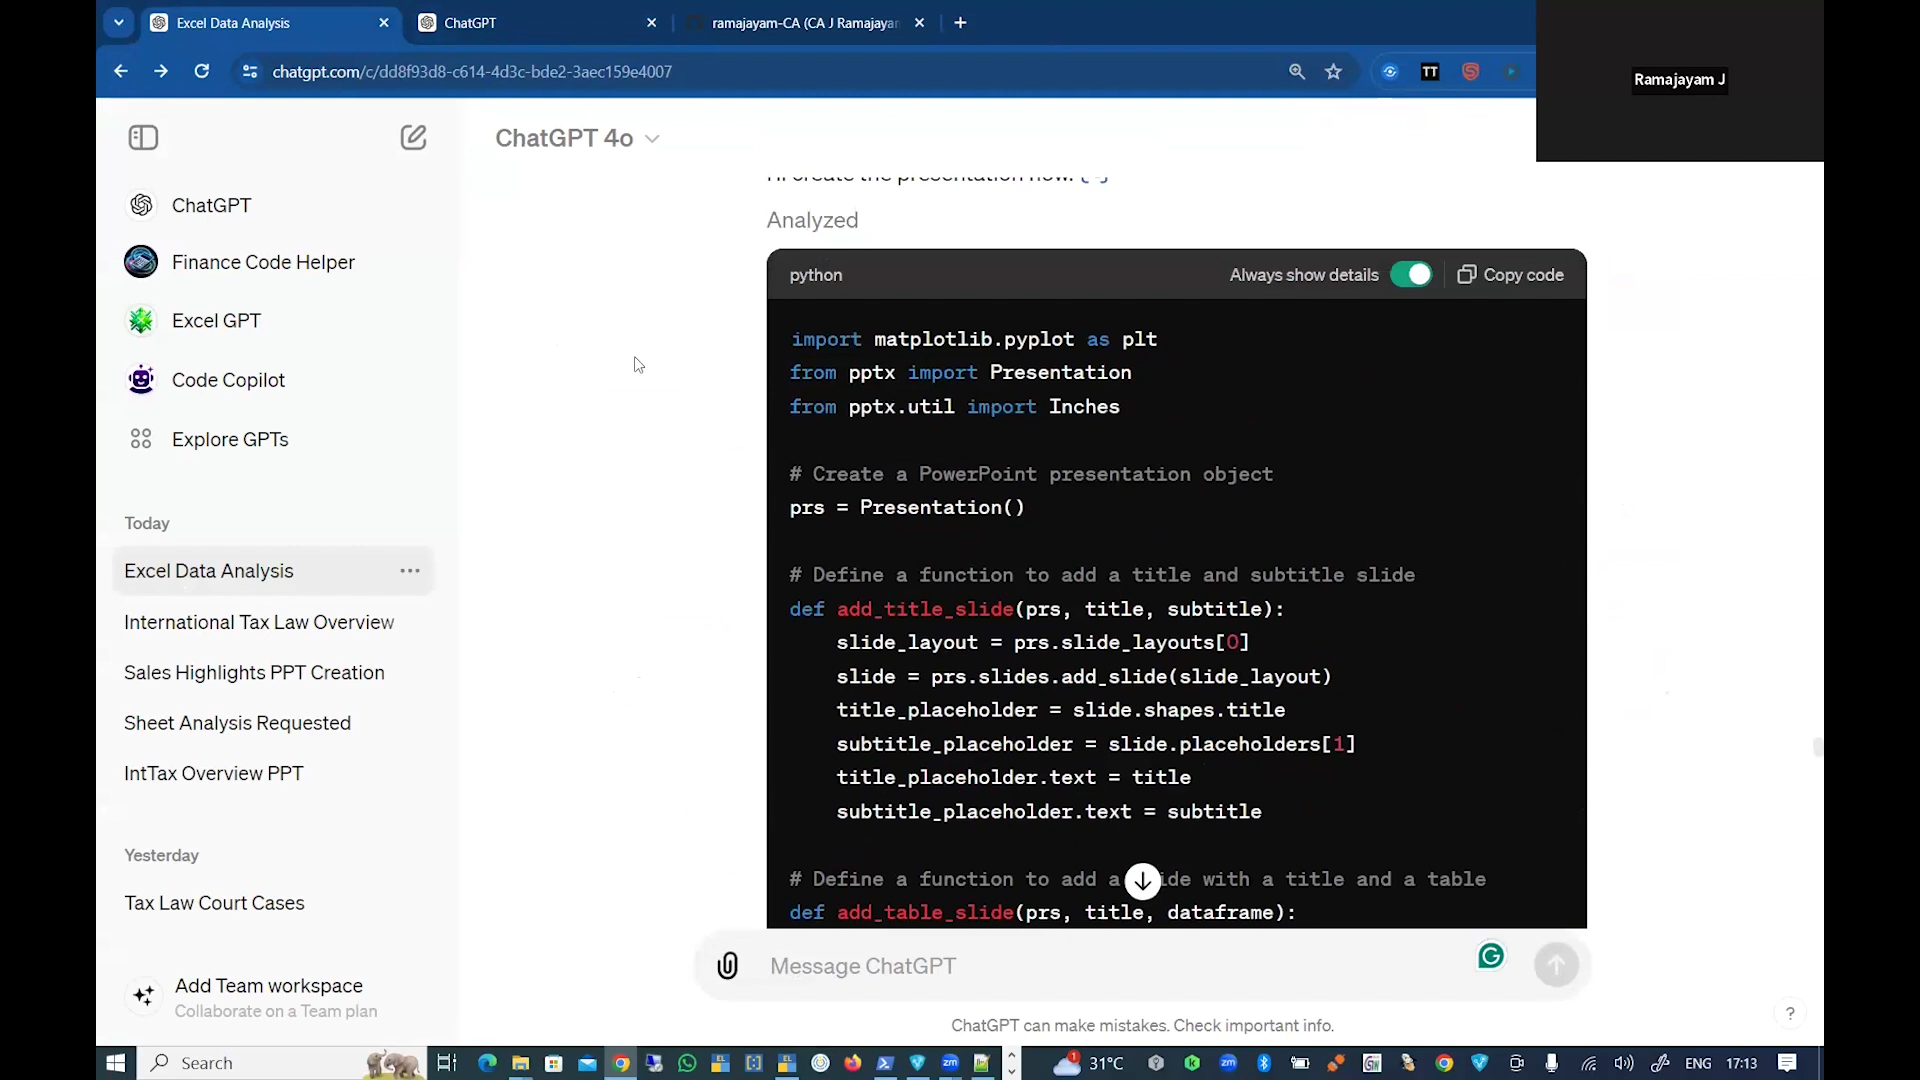 Excel Data Analysis
ChatGPT
ramajayam-CA (CA J Ramajayam
chatgpt.com/c/dd8f93d8-c614-4d3c-bde2-3aec159e4007
TT
Ramajayam J
ChatGPT 4o
I'll create the presentation now.
ChatGPT
Finance Code Helper
Excel GPT
Code Copilot
Explore GPTs
Today
Excel Data Analysis
International Tax Law Overview
Sales Highlights PPT Creation
Sheet Analysis Requested
IntTax Overview PPT
Yesterday
Tax Law Court Cases
Add Team workspace
Collaborate on a Team plan
Analyzed
python
Always show details
Copy code
import matplotlib.pyplot as plt
from pptx import Presentation
from pptx.util import Inches
# Create a PowerPoint presentation object
prs = Presentation()
# Define a function to add a title and subtitle slide
def add_title_slide(prs, title, subtitle):
slide_layout = prs.slide_layouts[0]
slide = prs.slides.add_slide(slide_layout)
title_placeholder = slide.shapes.title
subtitle_placeholder = slide.placeholders[1]
title_placeholder.text = title
subtitle_placeholder.text = subtitle
# Define a function to add a ide with a title and a table
def add_table_slide(prs, title, dataframe):
Message ChatGPT
ChatGPT can make mistakes. Check important info.
?
Search
31°C
ENG
17:13